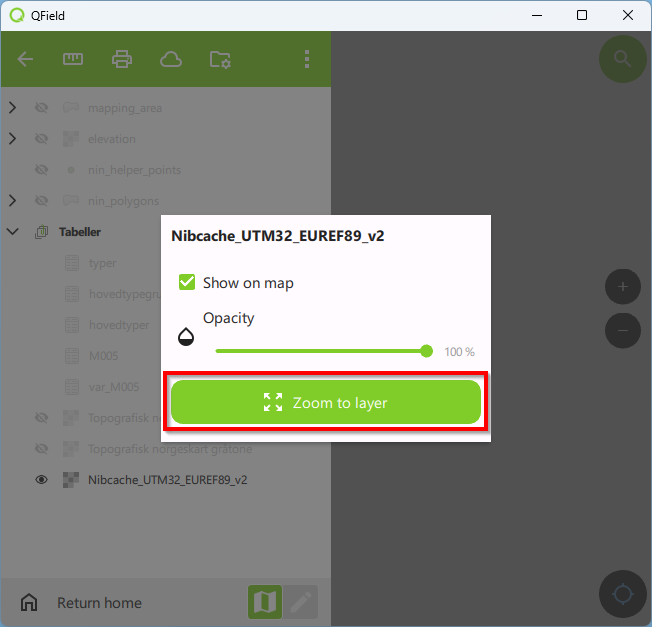 QField
mapping_area
elevation
nin_helper_points
nin_polygons
Tabeller
typer
hovedtypegr
hovedtyper
M005
var_M005
Topografisk no
Topografisk norgeskart gråtone
Nibcache_UTM32_EUREF89_v2
Return home
Nibcache_UTM32_EUREF89_v2
Show on map
Opacity
100 %
Zoom to layer